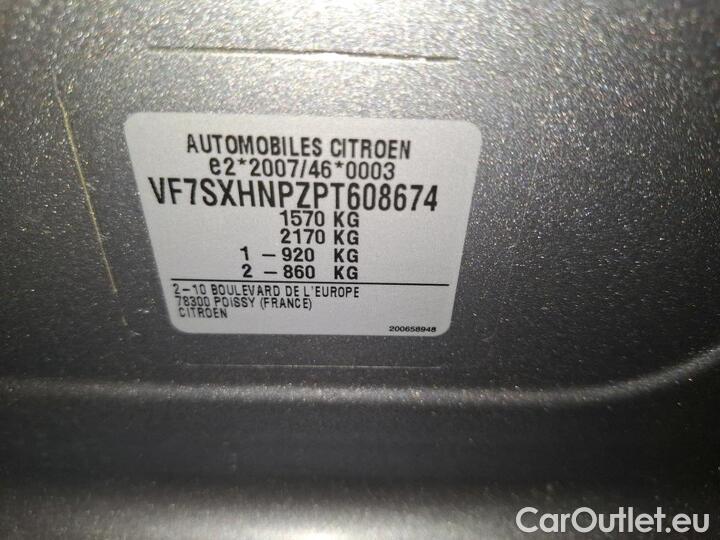 AUTOMOBILES CITROEN
e2*2007/46*0003
VF7SXHNPZPT608674
1570 KG
2170 KG
1 - 920 KG
2 - 860 KG
2-10 BOULEVARD DE L'EUROPE
78300 POISSY (FRANCE)
CITROEN
200658948
CarOutlet.eu